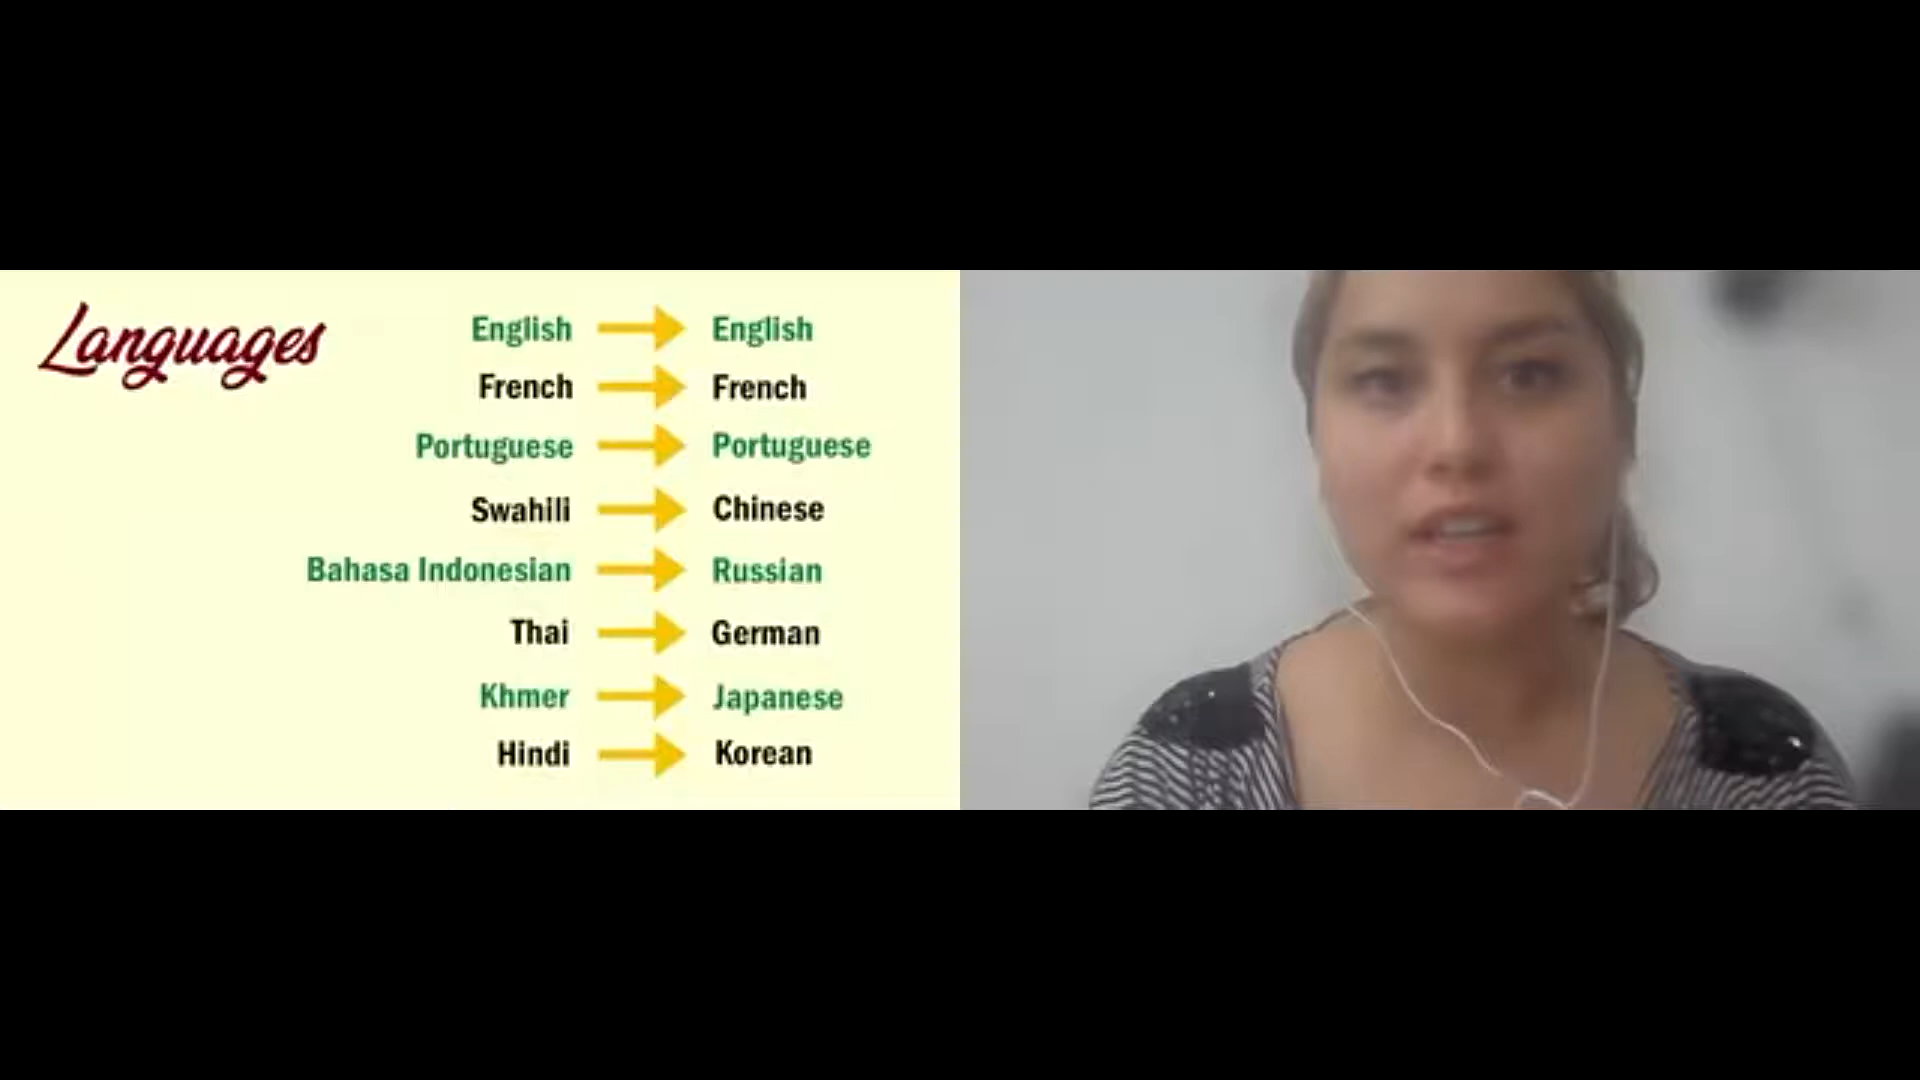 Languages
English English
French French
Portuguese Portuguese
Swahili Chinese
Bahasa Indonesian Russian
Thai German
Khmer Japanese
Hindi Korean